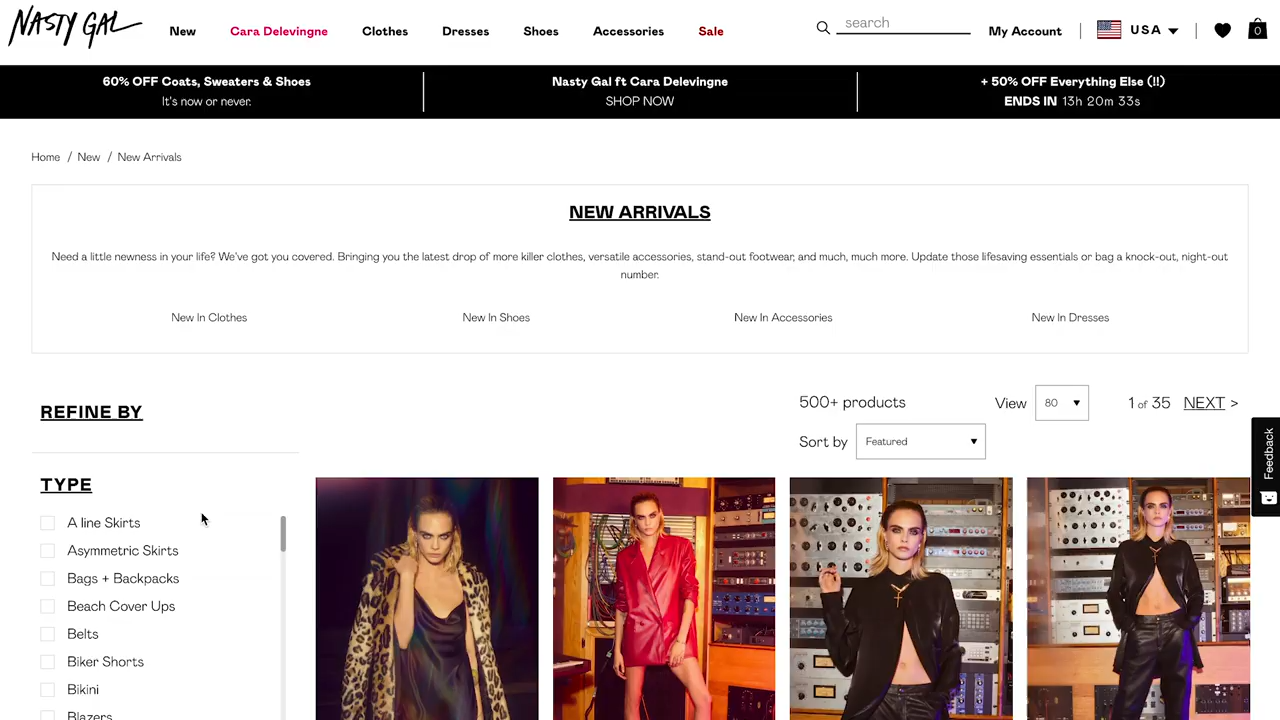 NASTY GAL
New
Cara Delevingne
Clothes
Dresses
Shoes
Accessories
Sale
search
My Account
USA
0
60% OFF Coats, Sweaters & Shoes
It's now or never.
Nasty Gal ft Cara Delevingne
SHOP NOW
+ 50% OFF Everything Else (!!)
ENDS IN 13h 20m 33s
Home / New / New Arrivals
NEW ARRIVALS
Need a little newness in your life? We've got you covered. Bringing you the latest drop of more killer clothes, versatile accessories, stand-out footwear, and much, much more. Update those lifesaving essentials or bag a knock-out, night-out
number.
New In Clothes
New In Shoes
New In Accessories
New In Dresses
REFINE BY
500+ products
View 80
1 of 35 NEXT >
Sort by Featured
Feedback
TYPE
A line Skirts
Asymmetric Skirts
Bags + Backpacks
Beach Cover Ups
Belts
Biker Shorts
Bikini
Blazers